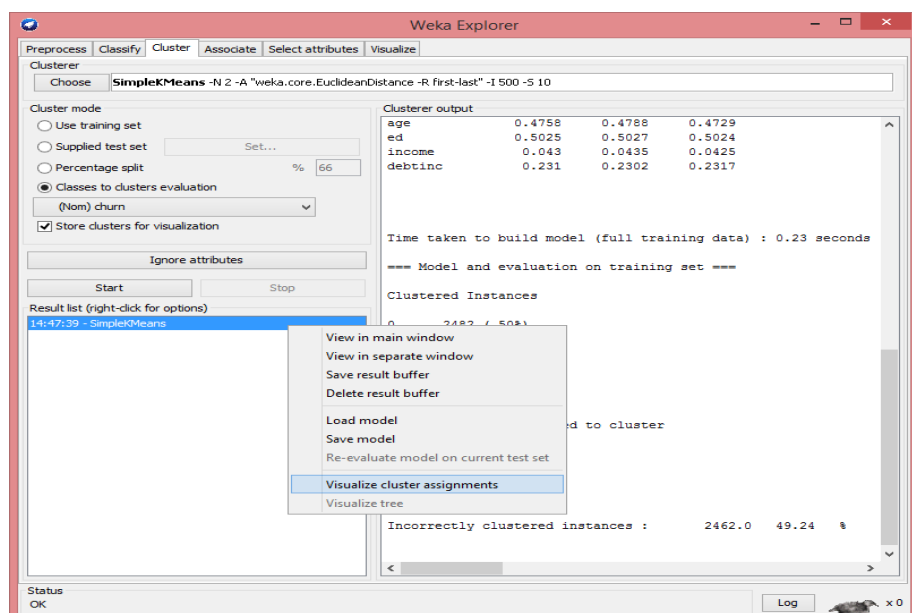 Weka Explorer
Preprocess Classify Cluster Associate Select attributes Visualize
Clusterer
Choose SimpleKMeans -N 2 -A "weka.core.EuclideanDistance -R first-last" -I 500 -S 10
Cluster mode
Use training set
Supplied test set Set...
Percentage split % 66
Classes to clusters evaluation
(Nom) churn
Store clusters for visualization
Ignore attributes
Start Stop
Result list (right-click for options)
14:47:39 - SimpleKMeans
View in main window
View in separate window
Save result buffer
Delete result buffer
Load model
Save model
Re-evaluate model on current test set
Visualize cluster assignments
Visualize tree
Clusterer output
age 0.4758 0.4788 0.4729
ed 0.5025 0.5027 0.5024
income 0.043 0.0435 0.0425
debtinc 0.231 0.2302 0.2317
Time taken to build model (full training data) : 0.23 seconds
=== Model and evaluation on training set ===
Clustered Instances
0 2482 ( 50%)
d to cluster
Incorrectly clustered instances : 2462.0 49.24 %
Status
OK
Log x 0